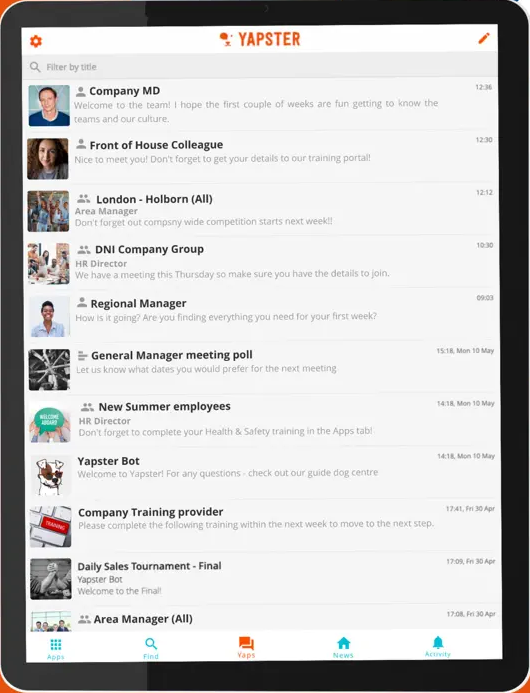 YAPSTER
Filter by title
Company MD
12:36
Welcome to the team! I hope the first couple of weeks are fun getting to know the
teams and our culture.
Front of House Colleague
12:30
Nice to meet you! Don't forget to get your details to our training portal!
London - Holborn (All)
12:12
Area Manager
Don't forget out compsny wide competition starts next week!!
DNI Company Group
10:30
HR Director
We have a meeting this Thursday so make sure you have the details to join.
Regional Manager
09:03
How is it going? Are you finding everything you need for your first week?
General Manager meeting poll
15:18, Mon 10 May
Let us know what dates you would prefer for the next meeting
WELCOME
ABOARD
New Summer employees
14:18, Mon 10 May
HR Director
Don't forget to complete your Health & Safety training in the Apps tab!
Yapster Bot
14:18, Mon 10 May
Welcome to Yapster! For any questions - check out our guide dog centre
TRAINING
Company Training provider
17:41, Fri 30 Apr
Please complete the following training within the next week to move to the next step.
Daily Sales Tournament - Final
17:09, Fri 30 Apr
Yapster Bot
Welcome to the Final!
Area Manager (All)
17:08, Fri 30 Apr
Apps
Find
Yaps
News
Activity